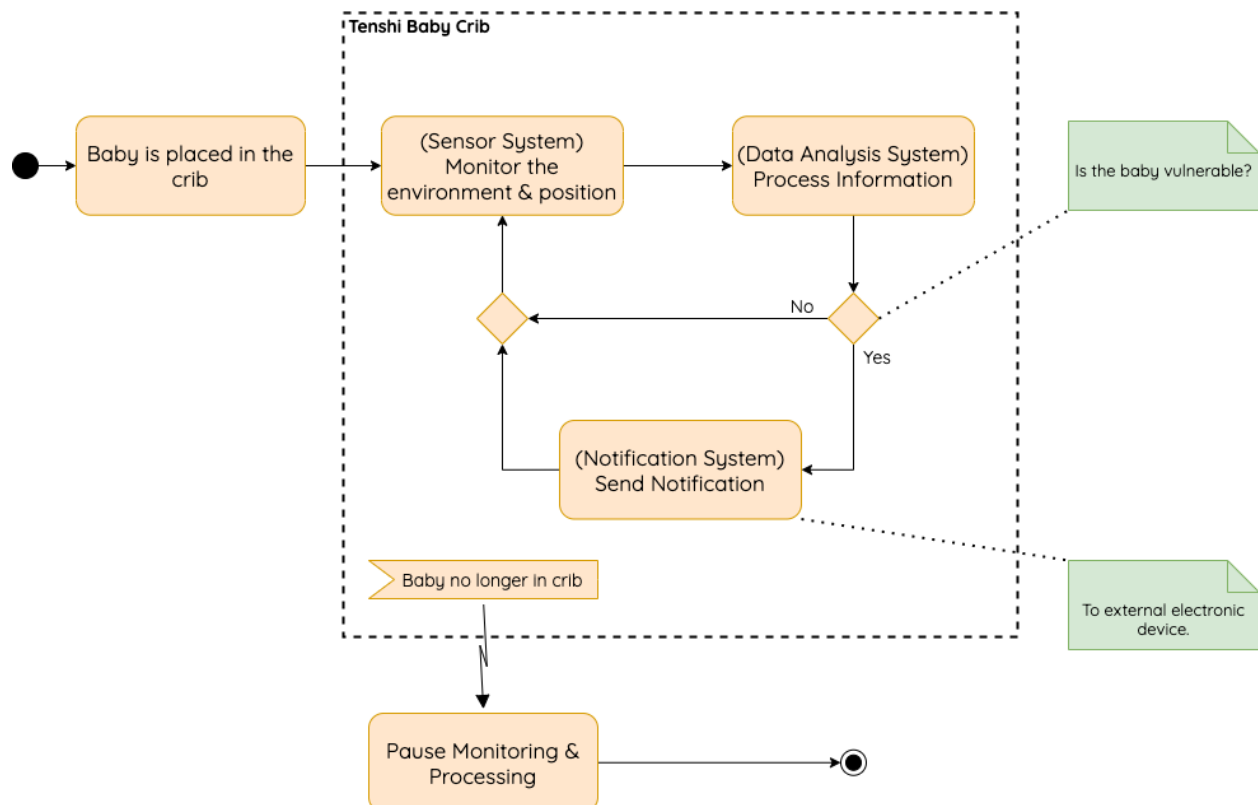 Tenshi Baby Crib
Baby is placed in the
crib
(Sensor System)
Monitor the
environment & position
(Data Analysis System)
Process Information
Is the baby vulnerable?
No
Yes
(Notification System)
Send Notification
Baby no longer in crib
To external electronic
device.
Pause Monitoring &
Processing